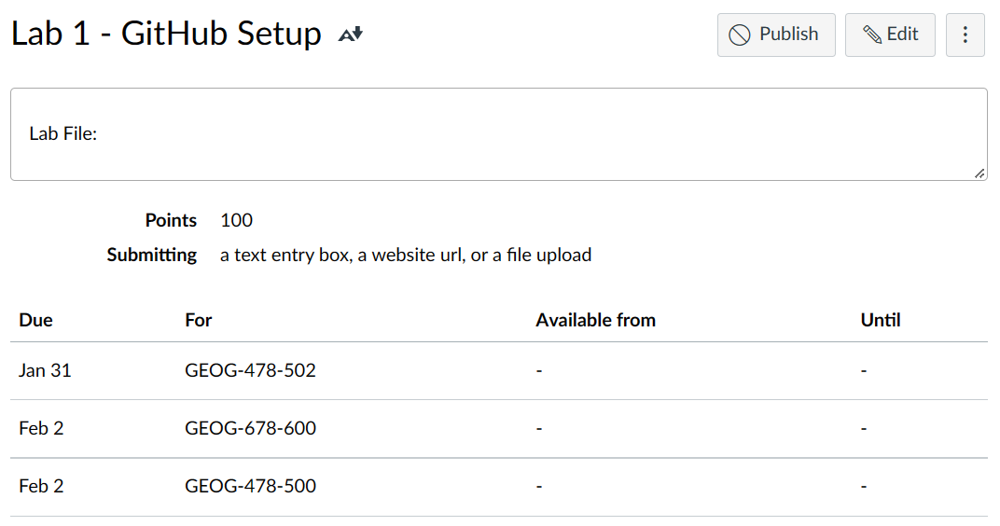 Lab 1 - GitHub Setup
Publish
Edit
Lab File:
Points 100
Submitting a text entry box, a website url, or a file upload
Due For Available from Until
Jan 31 GEOG-478-502 - -
Feb 2 GEOG-678-600 - -
Feb 2 GEOG-478-500 - -